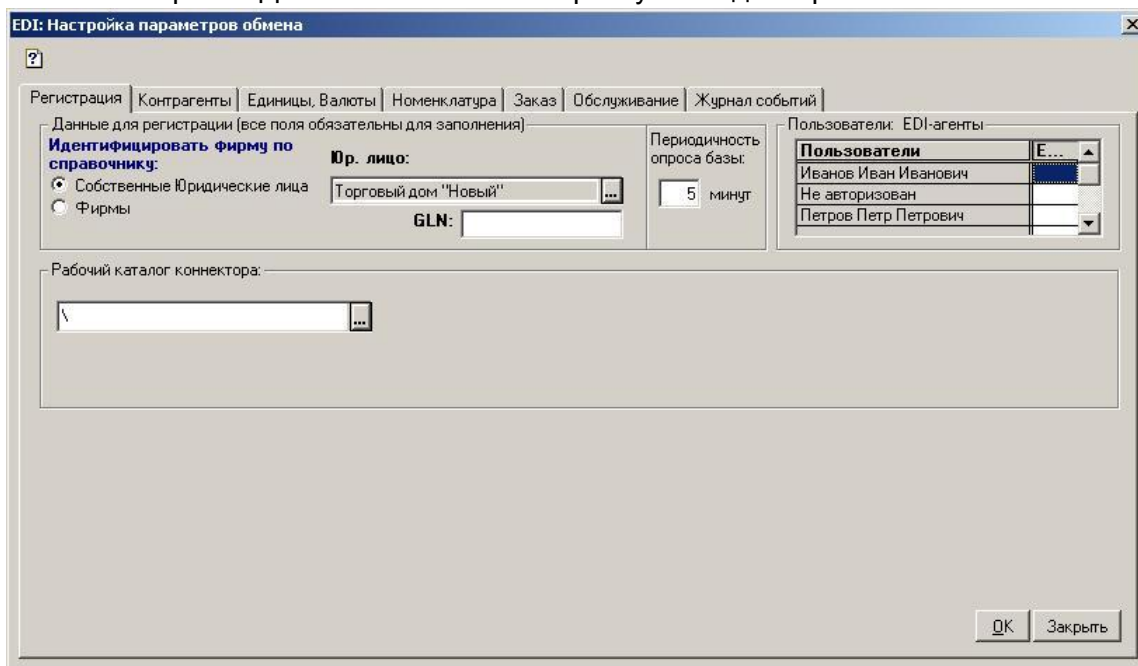 EDI: Настройка параметров обмена
Регистрация Контрагенты Единицы, Валюты Номенклатура Заказ Обслуживание Журнал событий
Данные для регистрации (все поля обязательны для заполнения)
Идентифицировать фирму по справочнику:
Собственные Юридические лица
Фирмы
Юр. лицо:
Торговый дом "Новый" ...
GLN:
Периодичность опроса базы:
5 минут
Пользователи: EDI-агенты
Пользователи Е...
Иванов Иван Иванович
Не авторизован
Петров Петр Петрович
Рабочий каталог коннектора:
\ ...
OK Закрыть